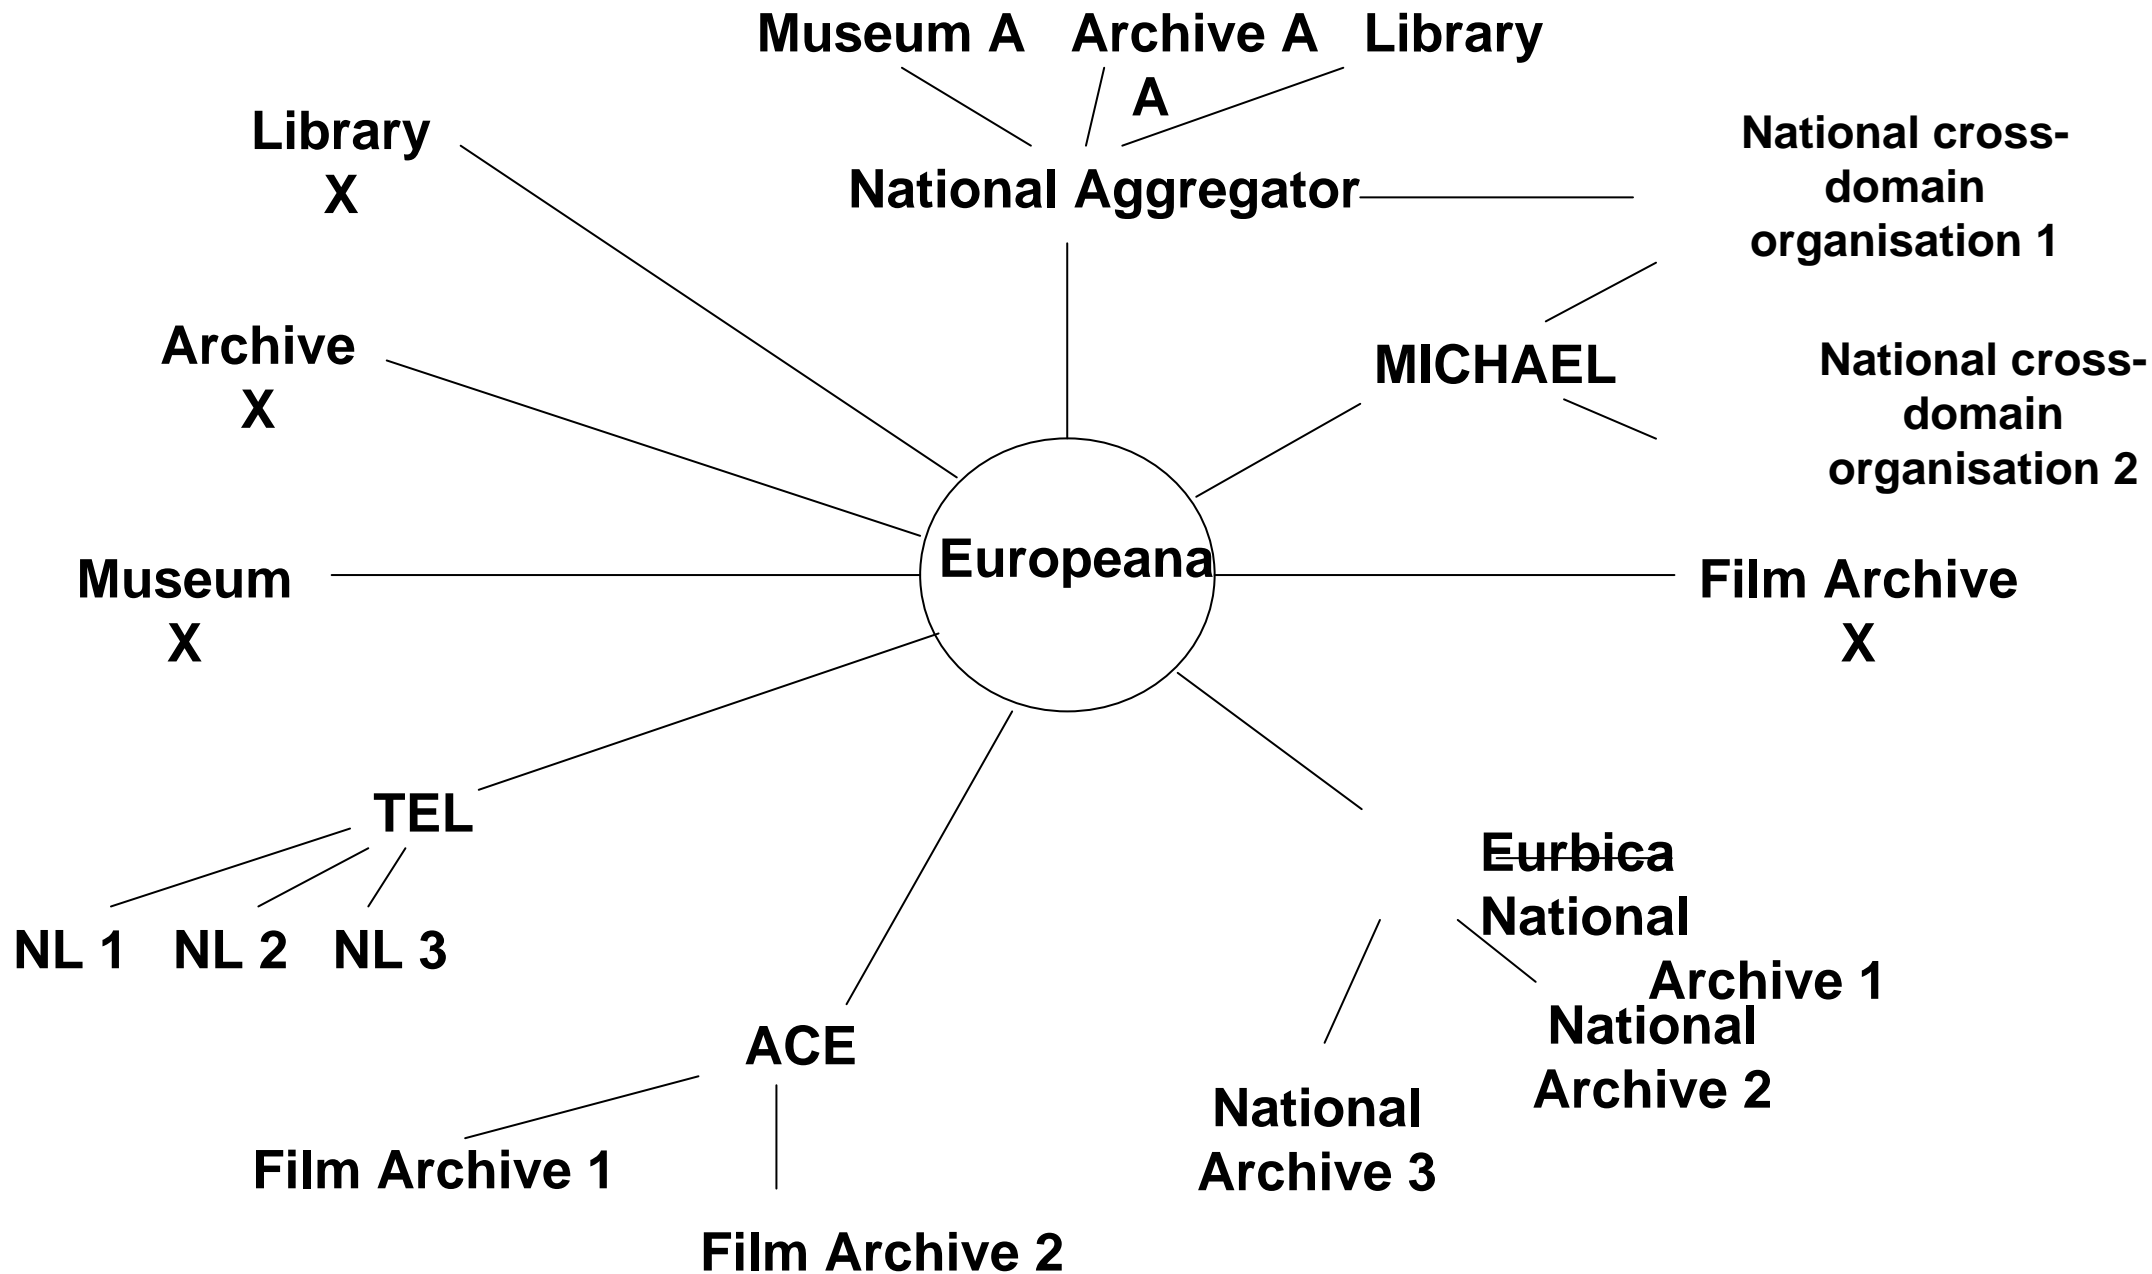 Museum A Archive A Library
A
Library
X
National Aggregator
National cross-
domain
organisation 1
Archive
X
MICHAEL
National cross-
domain
organisation 2
Europeana
Museum
X
Film Archive
X
TEL
NL 1 NL 2 NL 3
Eurbica
National
Archive 1
National
Archive 2
ACE
National
Archive 3
Film Archive 1
Film Archive 2